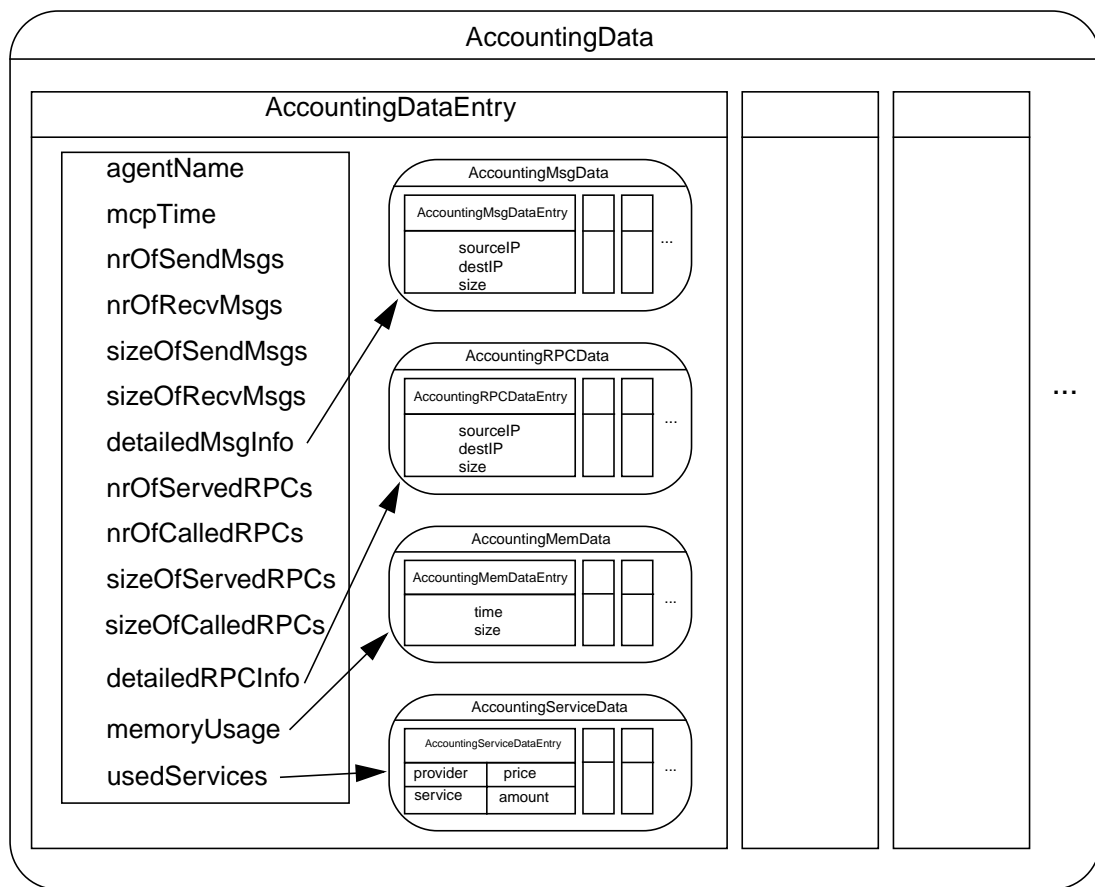 AccountingData
AccountingDataEntry
agentName
mcpTime
nrOfSendMsgs
nrOfRecvMsgs
sizeOfSendMsgs
sizeOfRecvMsgs
detailedMsgInfo
nrOfServedRPCs
nrOfCalledRPCs
sizeOfServedRPCs
sizeOfCalledRPCs
detailedRPCInfo
memoryUsage
usedServices
AccountingMsgData
AccountingMsgDataEntry
sourceIP
destIP
size
...
AccountingRPCData
AccountingRPCDataEntry
sourceIP
destIP
size
...
AccountingMemData
AccountingMemDataEntry
time
size
...
AccountingServiceData
AccountingServiceDataEntry
provider price
service amount
...
...